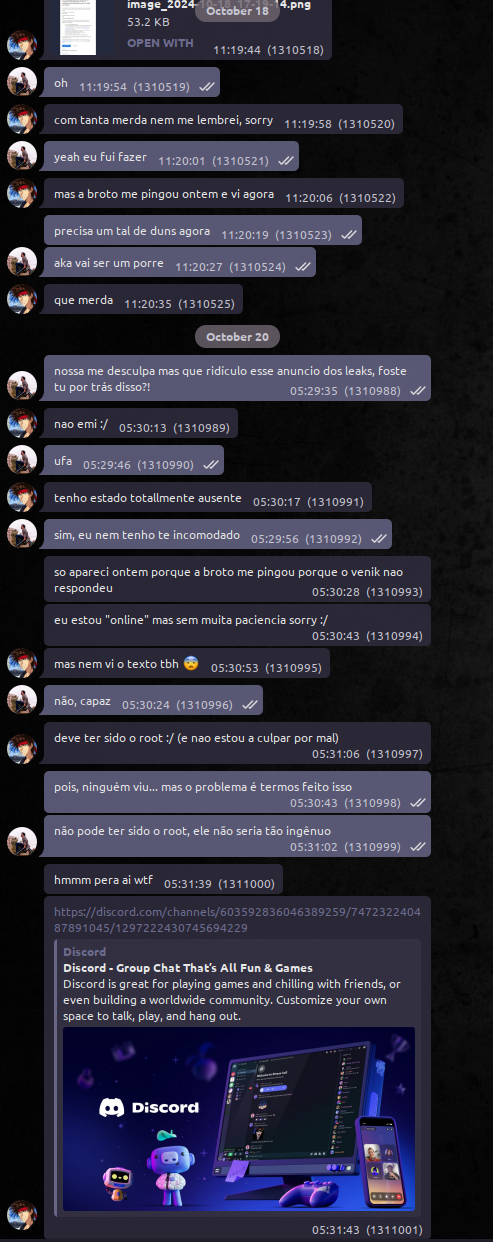 image_2024-10-18_17-19-14.png
October 18
53.2 KB
OPEN WITH
11:19:44 (1310518)
oh 11:19:54 (1310519)
com tanta merda nem me lembrei, sorry 11:19:58 (1310520)
yeah eu fui fazer 11:20:01 (1310521)
mas a broto me pingou ontem e vi agora 11:20:06 (1310522)
precisa um tal de duns agora 11:20:19 (1310523)
aka vai ser um porre 11:20:27 (1310524)
que merda 11:20:35 (1310525)
October 20
nossa me desculpa mas que ridículo esse anuncio dos leaks, foste
tu por trás disso?! 05:29:35 (1310988)
nao emi :/ 05:30:13 (1310989)
ufa 05:29:46 (1310990)
tenho estado totallmente ausente 05:30:17 (1310991)
sim, eu nem tenho te incomodado 05:29:56 (1310992)
so apareci ontem porque a broto me pingou porque o venik nao
respondeu 05:30:28 (1310993)
eu estou "online" mas sem muita paciencia sorry :/
05:30:43 (1310994)
mas nem vi o texto tbh 😨 05:30:53 (1310995)
não, capaz 05:30:24 (1310996)
deve ter sido o root :/ (e nao estou a culpar por mal)
05:31:06 (1310997)
pois, ninguém viu... mas o problema é termos feito isso
05:30:43 (1310998)
não pode ter sido o root, ele não seria tão ingênuo
05:31:02 (1310999)
hmmm pera ai wtf 05:31:39 (1311000)
https://discord.com/channels/603592836046389259/7472322404
87891045/1297222430745694229
Discord
Discord - Group Chat That's All Fun & Games
Discord is great for playing games and chilling with friends, or
even building a worldwide community. Customize your own
space to talk, play, and hang out.
Discord
05:31:43 (1311001)